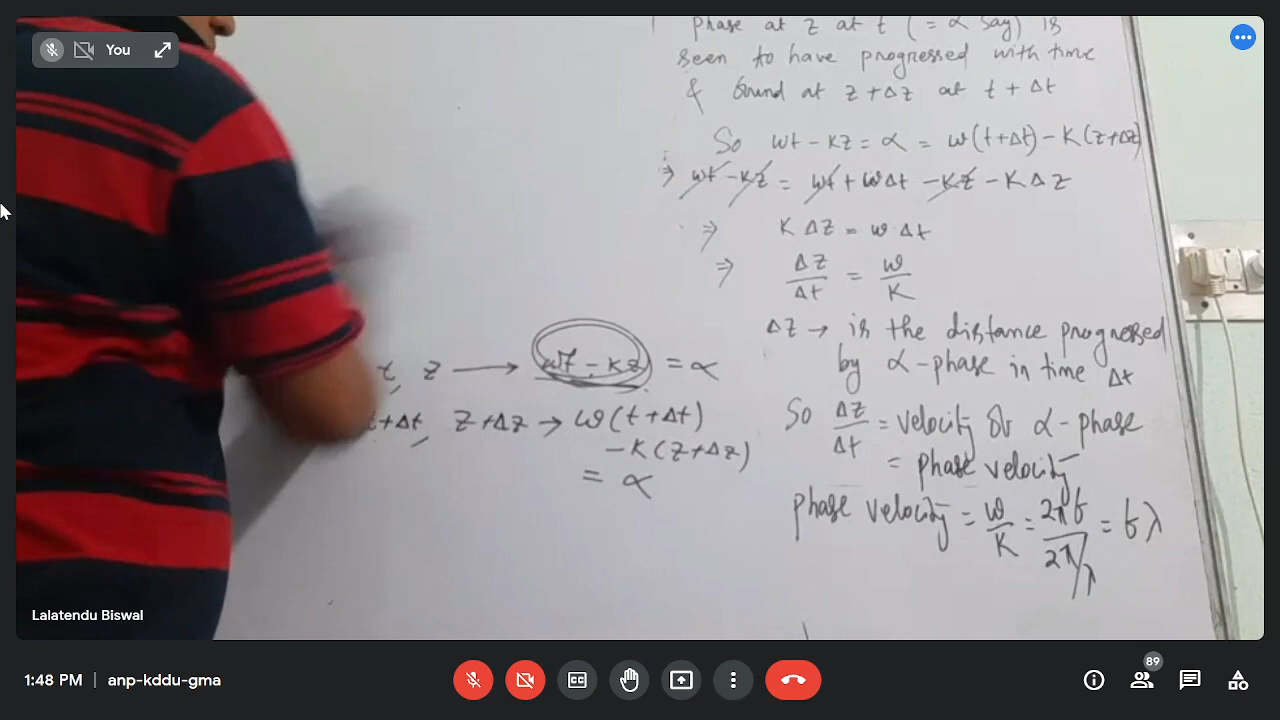 You
phase at z at t (= α say) is
seen to have progressed with time
& found at z+Δz at t + Δt
So ωt - kz = α = ω(t+Δt) - k(z+Δz)
⇒ ωt - kz = ωt + ωΔt - kz - kΔz
⇒ kΔz = ω.Δt
⇒ Δz/Δt = ω/k
Δz → is the distance progressed
by α-phase in time Δt
So Δz/Δt = velocity of α-phase
= phase velocity
phase velocity = ω/k = 2πf/2π/λ = fλ
t, z → ωt - kz = α
t+Δt, z+Δz → ω(t+Δt)
-k(z+Δz)
= α
Lalatendu Biswal
1:48 PM | anp-kddu-gma
89